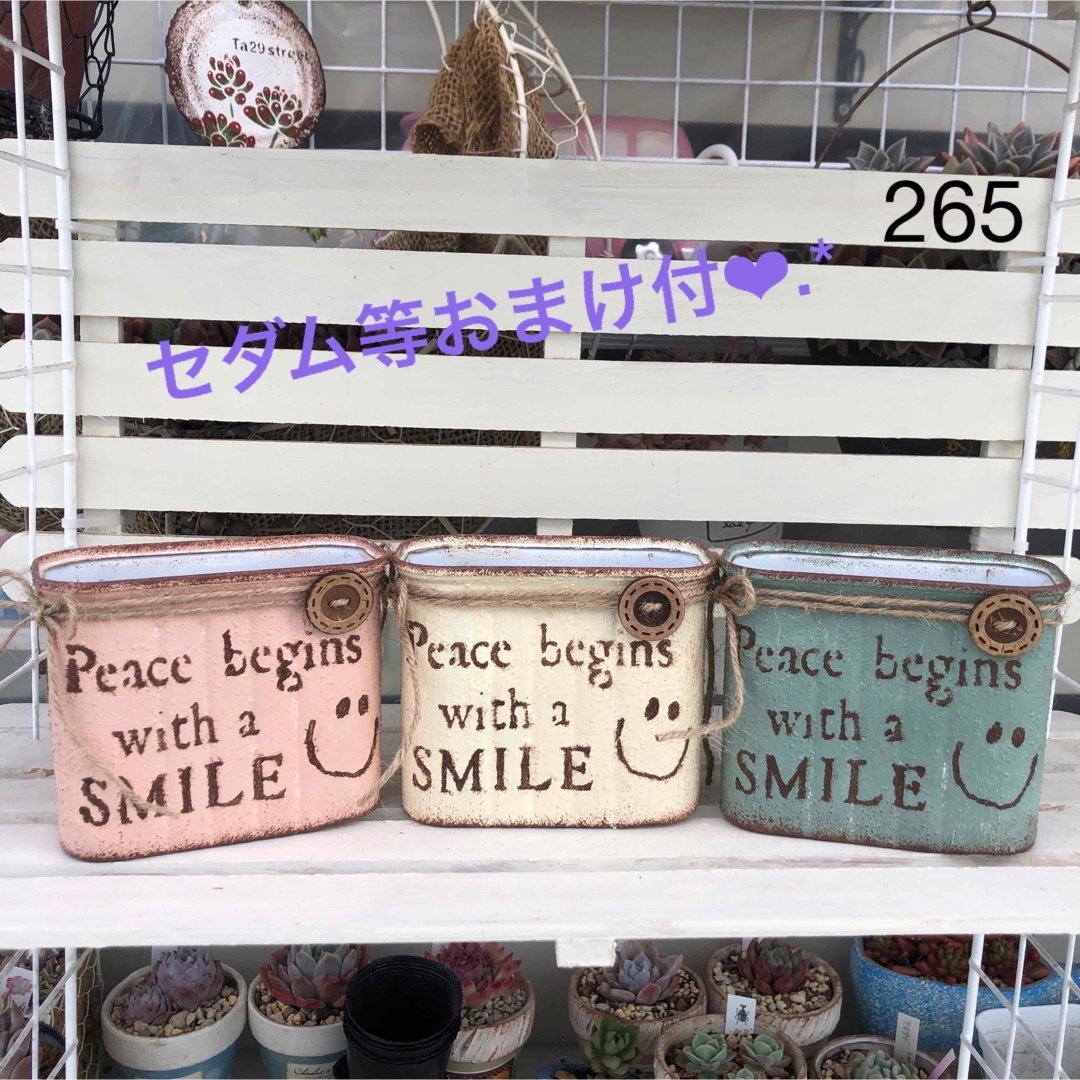 Ta29
265
セダム等おまけ付❤.*
Peace begins
with a
SMILE
Peace begins
with a
SMILE
Peace begins
with a
SMILE